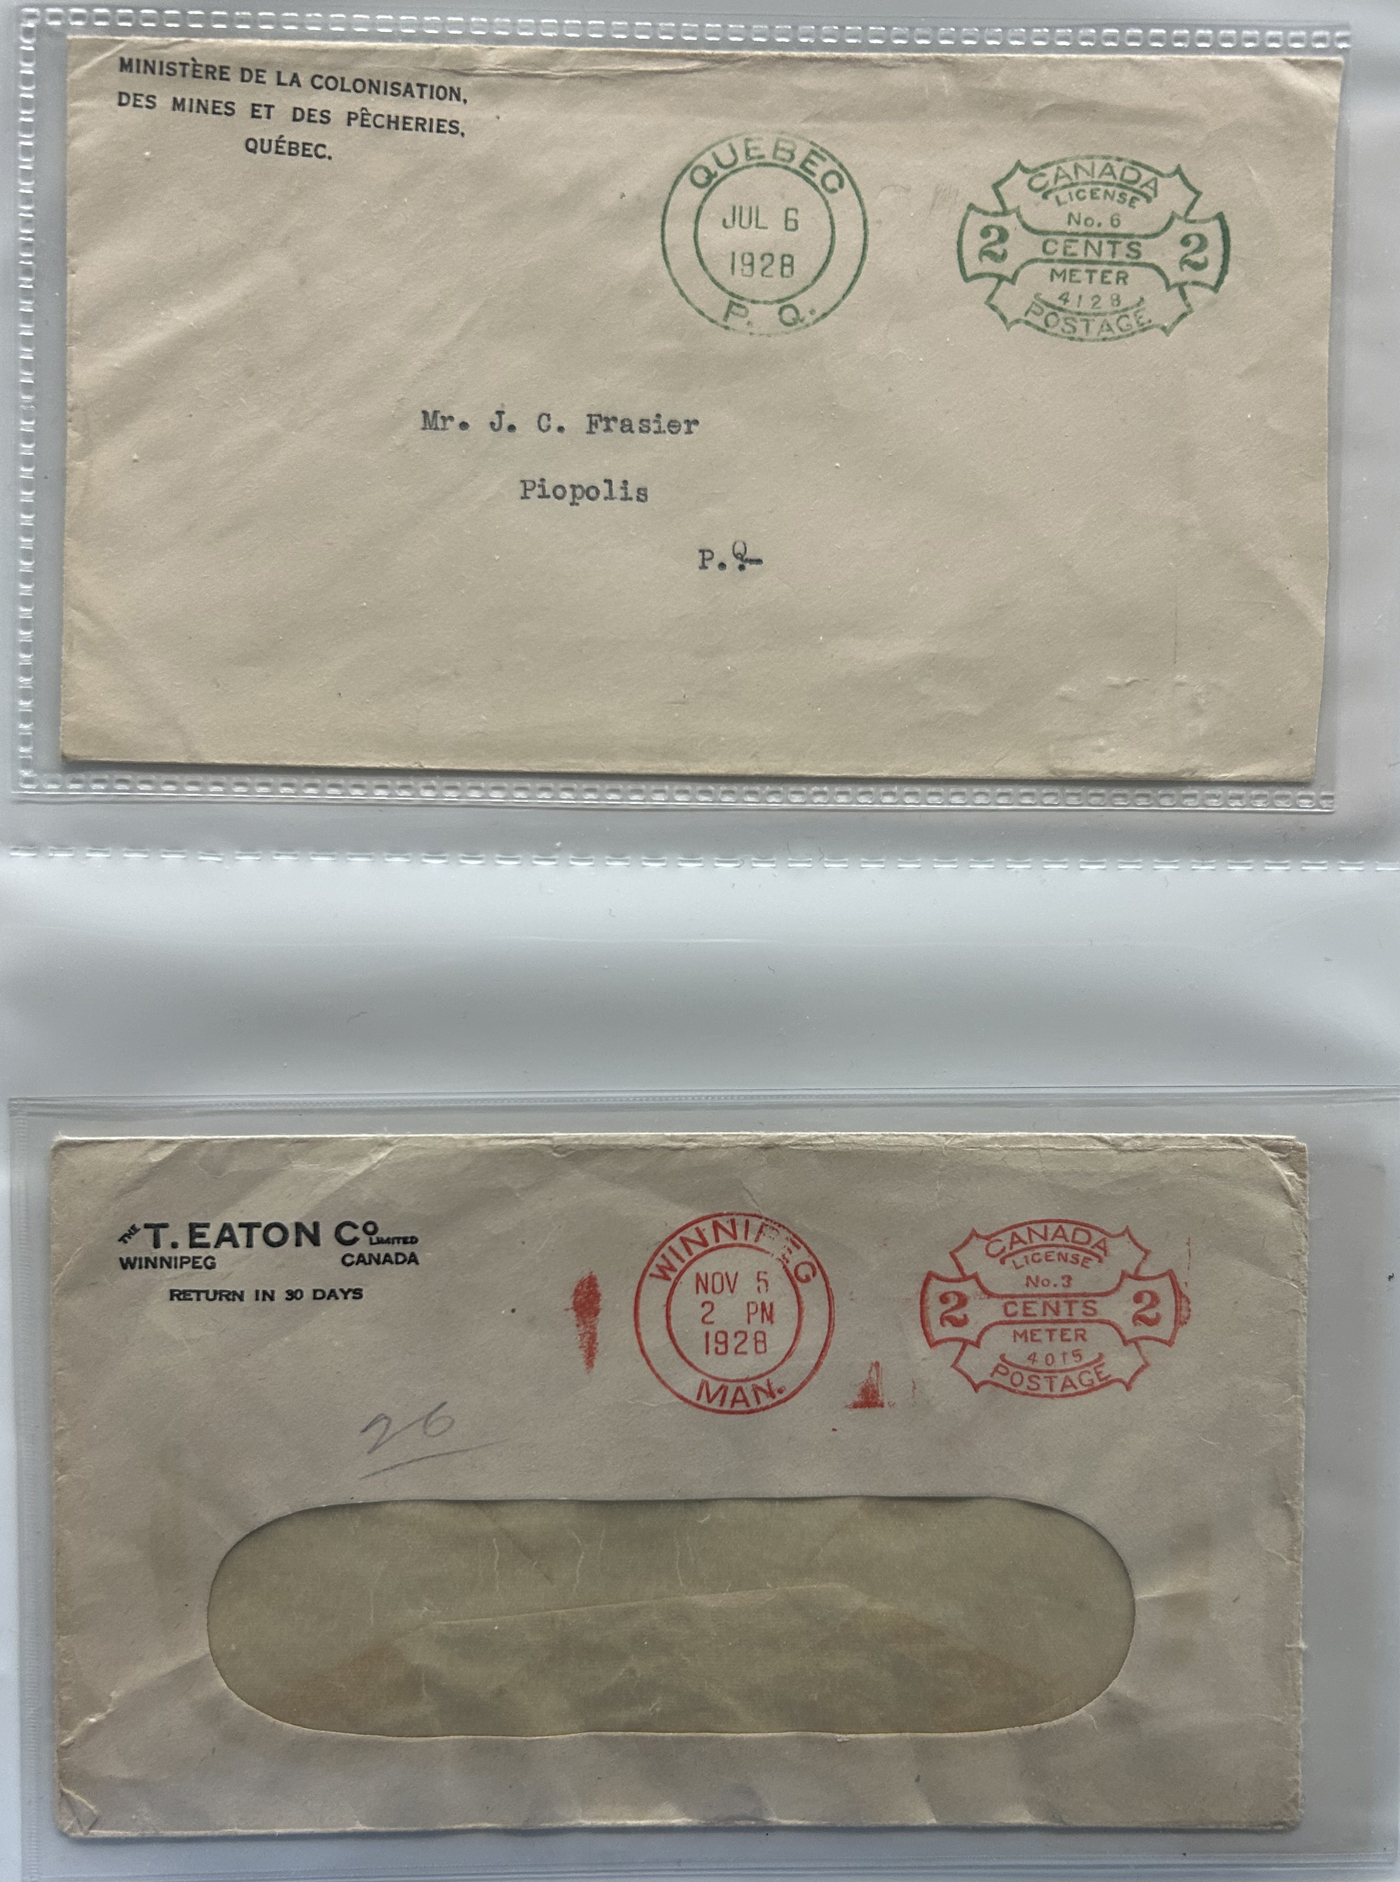 MINISTÈRE DE LA COLONISATION,
DES MINES ET DES PÊCHERIES,
QUÉBEC.
QUEBEC
JUL 6
1928
P. Q.
CANADA
LICENSE
No. 6
2 CENTS 2
METER
4128
POSTAGE
Mr. J. C. Frasier
Piopolis
P.Q.-
THE T. EATON Co LIMITED
WINNIPEG CANADA
RETURN IN 30 DAYS
WINNIPEG
NOV 5
2 PM
1928
MAN.
CANADA
LICENSE
No. 3
2 CENTS 2
METER
4015
POSTAGE
26